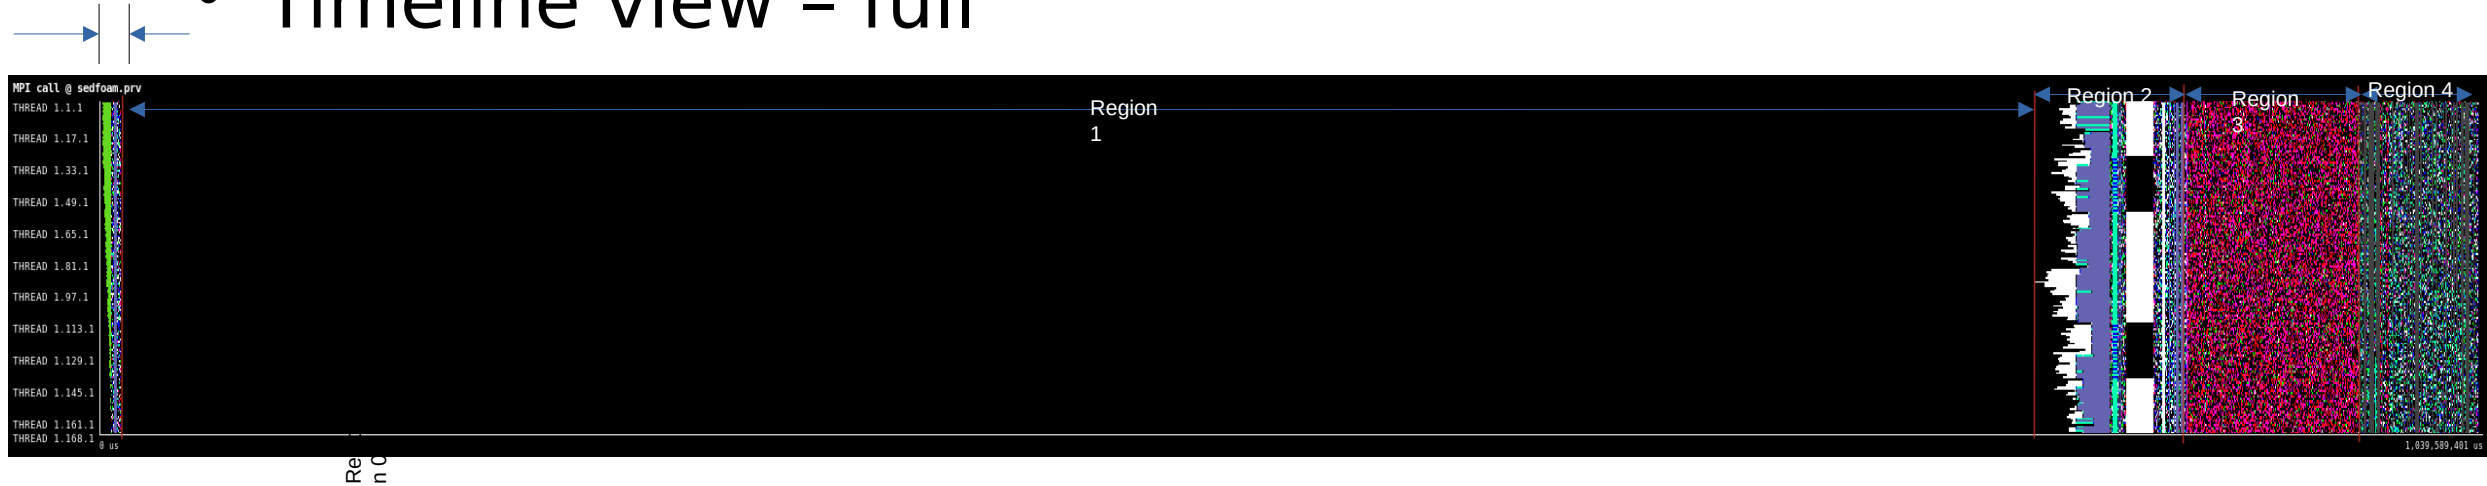 Timeline view – full
MPI call @ sedfoam.prv
THREAD 1.1.1
THREAD 1.17.1
THREAD 1.33.1
THREAD 1.49.1
THREAD 1.65.1
THREAD 1.81.1
THREAD 1.97.1
THREAD 1.113.1
THREAD 1.129.1
THREAD 1.145.1
THREAD 1.161.1
THREAD 1.168.1
Region
1
Region 2
Region
3
Region 4
0 us
1,039,589,401 us
Re
n 0